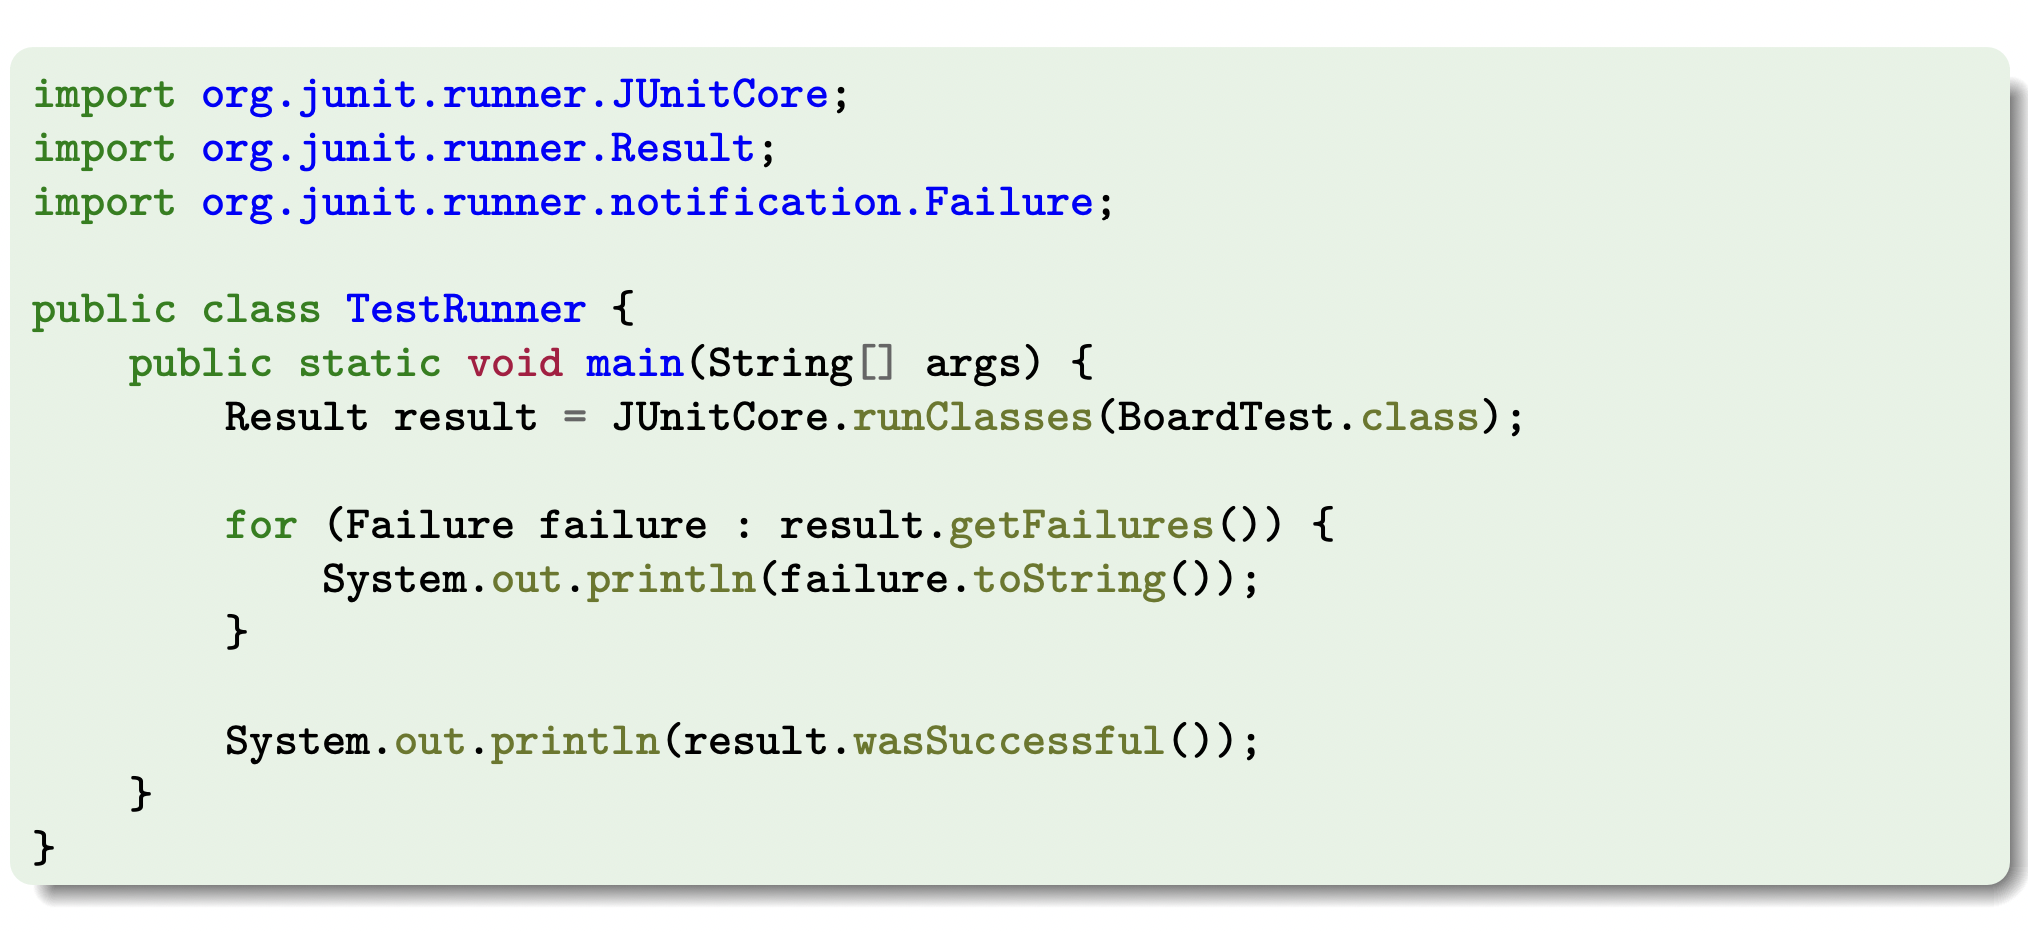 import org.junit.runner.JUnitCore;
import org.junit.runner.Result;
import org.junit.runner.notification.Failure;

public class TestRunner {
    public static void main(String[] args) {
        Result result = JUnitCore.runClasses(BoardTest.class);

        for (Failure failure : result.getFailures()) {
            System.out.println(failure.toString());
        }

        System.out.println(result.wasSuccessful());
    }
}